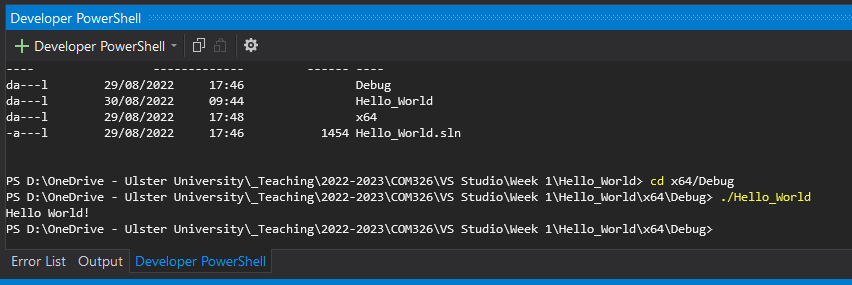 Developer PowerShell
+ Developer PowerShell
---- ------------- ------ ----
da---l 29/08/2022 17:46 Debug
da---l 30/08/2022 09:44 Hello_World
da---l 29/08/2022 17:48 x64
-a---l 29/08/2022 17:46 1454 Hello_World.sln
PS D:\OneDrive - Ulster University\_Teaching\2022-2023\COM326\VS Studio\Week 1\Hello_World> cd x64/Debug
PS D:\OneDrive - Ulster University\_Teaching\2022-2023\COM326\VS Studio\Week 1\Hello_World\x64\Debug> ./Hello_World
Hello World!
PS D:\OneDrive - Ulster University\_Teaching\2022-2023\COM326\VS Studio\Week 1\Hello_World\x64\Debug>
Error List Output Developer PowerShell